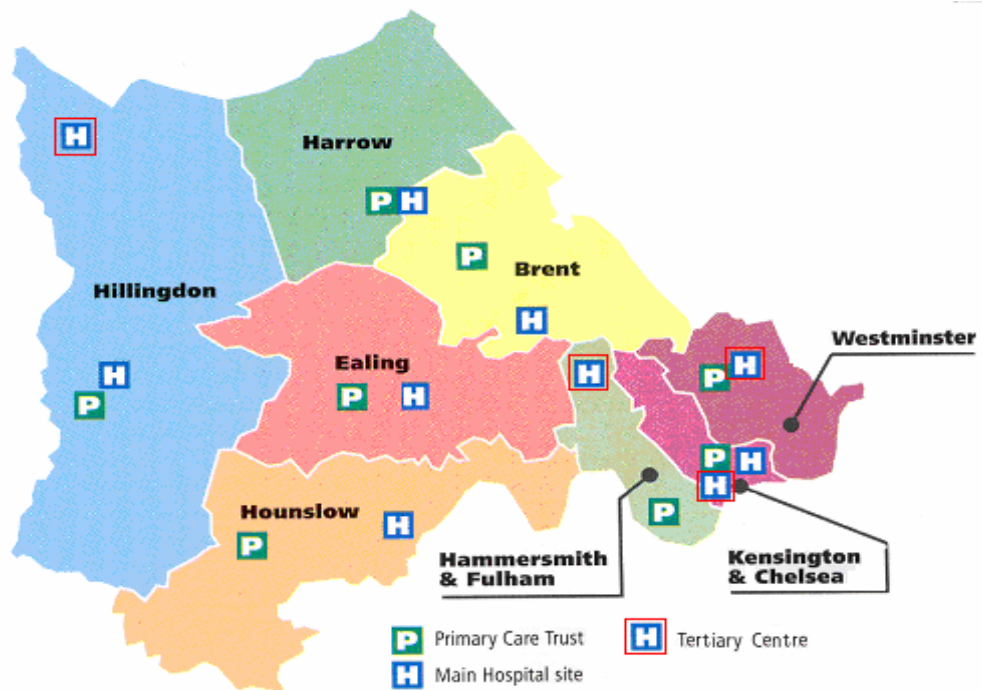 H
Harrow
P H
P
Brent
Hillingdon
H
Westminster
Ealing
H
H
P
H
P
P
H
P
H
H
Hounslow
H
P
P
Hammersmith
& Fulham
Kensington
& Chelsea
P Primary Care Trust
H Tertiary Centre
H Main Hospital site